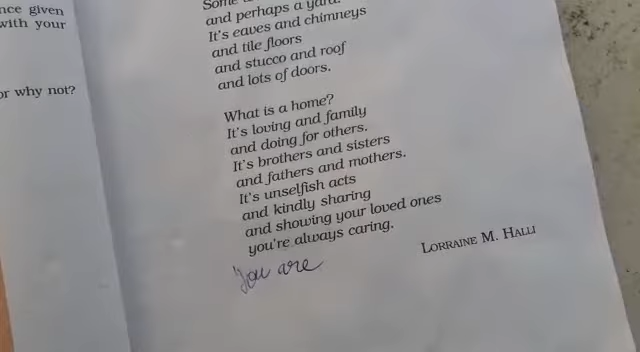 nce given
with your
or why not?
Some
and perhaps a yard.
It's eaves and chimneys
and tile floors
and stucco and roof
and lots of doors.
What is a home?
It's loving and family
and doing for others.
It's brothers and sisters
and fathers and mothers.
It's unselfish acts
and kindly sharing
and showing your loved ones
you're always caring.
LORRAINE M. HALLI
You are